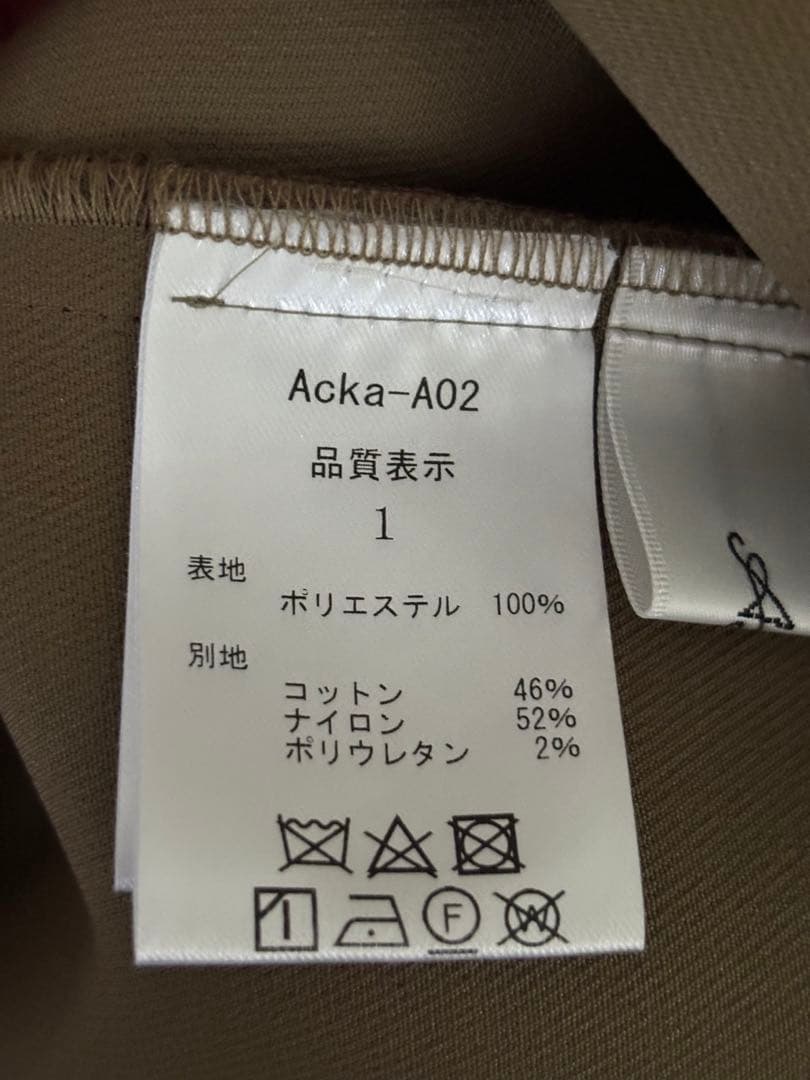 Acka-A02
品質表示
1
表地
ポリエステル 100%
別地
コットン 46%
ナイロン 52%
ポリウレタン 2%
F W